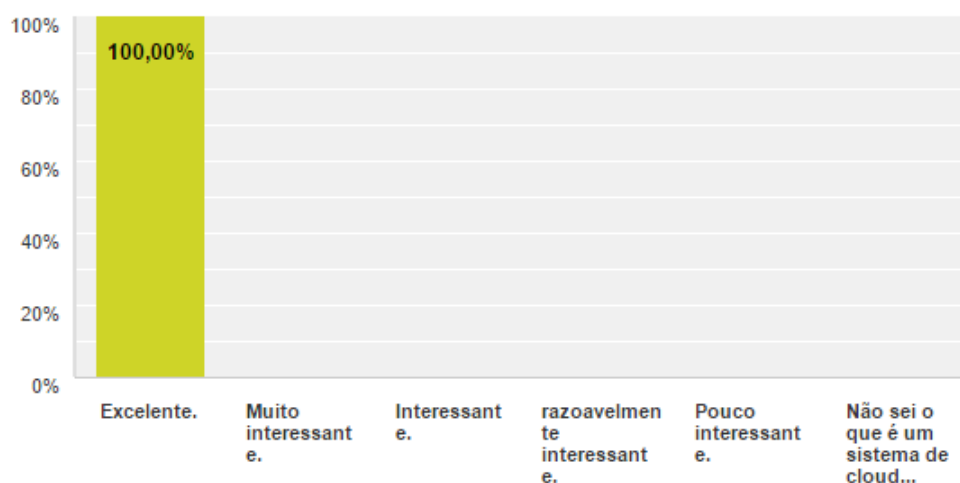 100%
100,00%
80%
60%
40%
20%
0%
Excelente.
Muito
interessant
e.
Interessant
e.
razoavelmen
te
interessant
e.
Pouco
interessant
e.
Não sei o
que é um
sistema de
cloud...